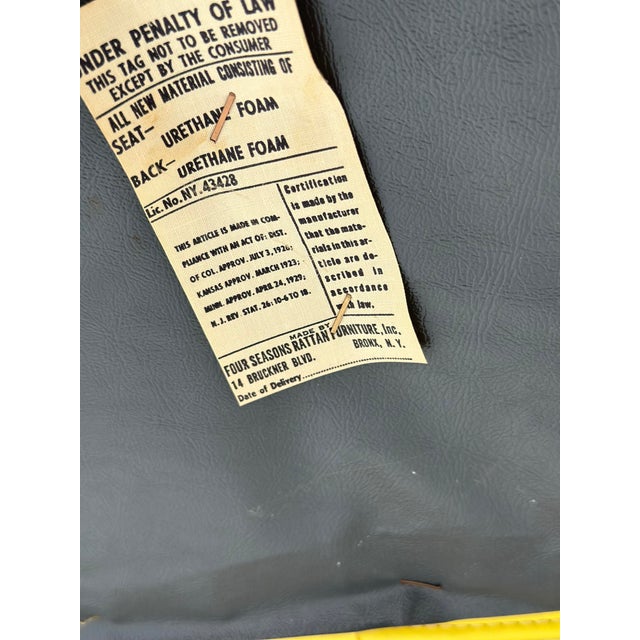 UNDER PENALTY OF LAW
THIS TAG NOT TO BE REMOVED
EXCEPT BY THE CONSUMER
ALL NEW MATERIAL CONSISTING OF
SEAT— URETHANE FOAM
BACK— URETHANE FOAM
Lic. No. NY. 43428
THIS ARTICLE IS MADE IN COM-
PLIANCE WITH AN ACT OF: DIST.
OF COL. APPROV. JULY 3, 1926;
KANSAS APPROV. MARCH 1923;
MINN. APPROV. APRIL 24, 1929;
N. J. REV STAT. 26: 10-6 TO 18.
Certification
is made by the
manufacturer
that the mate-
rials in this ar-
ticle are de-
scribed in
accordance
with law.
MADE BY
FOUR SEASONS RATTAN FURNITURE, Inc.
14 BRUCKNER BLVD. BRONX, N. Y.
Date of Delivery